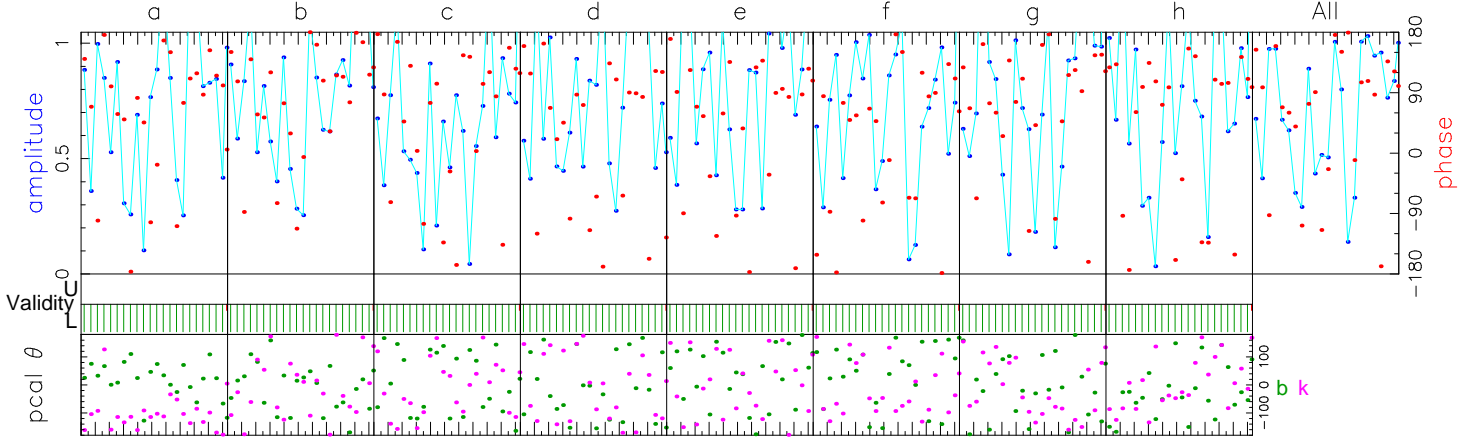 a b c d e f g h All
amplitude
1
0.5
0
phase
180
90
0
−90
−180
Validity
U
L
pcal θ
100
0
−100
b k